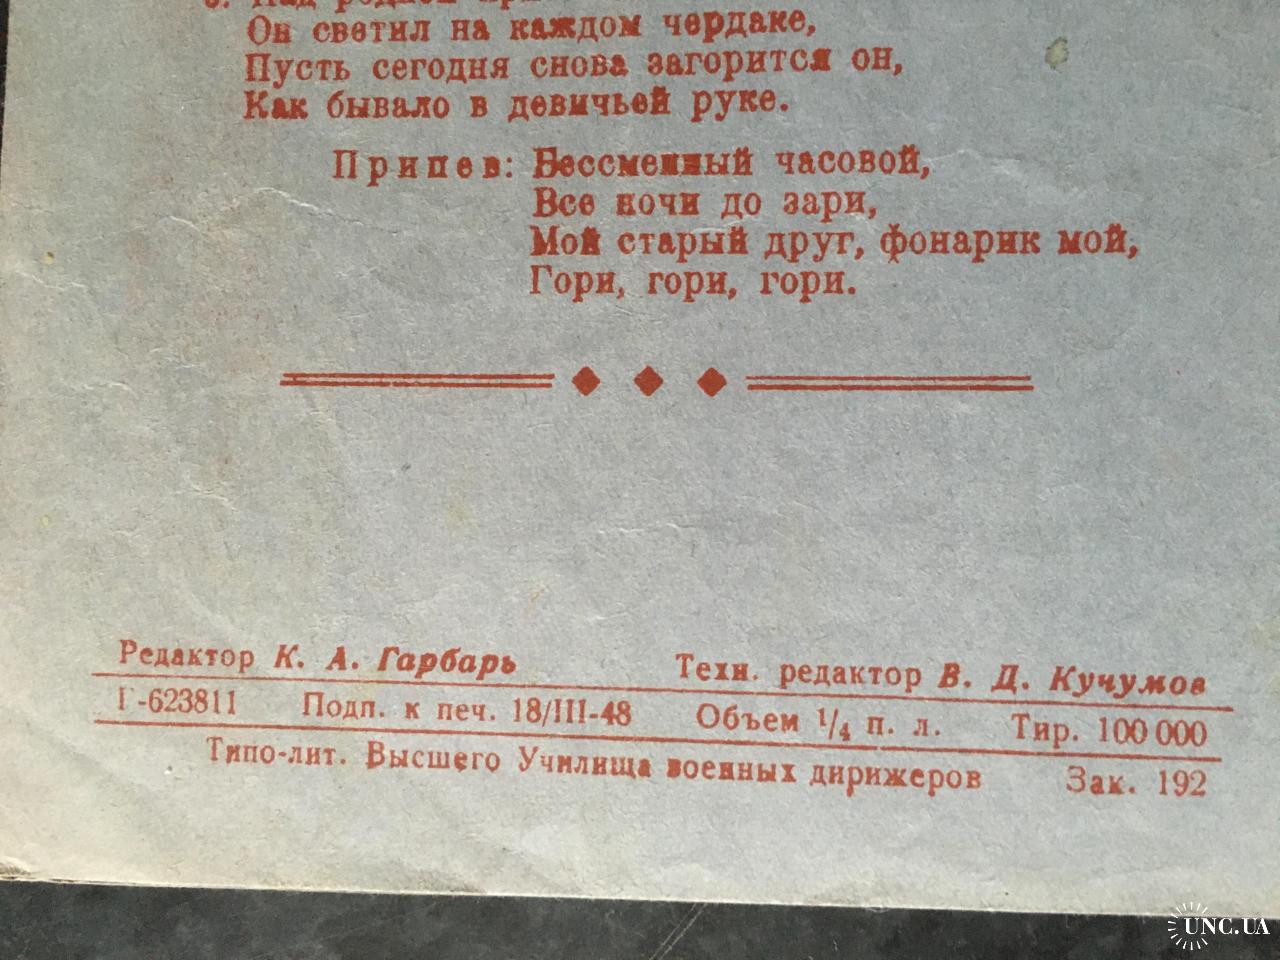 Он светил на каждом чердаке,
Пусть сегодня снова загорится он,
Как бывало в девичьей руке.
Припев: Бессменный часовой,
Все ночи до зари,
Мой старый друг, фонарик мой,
Гори, гори, гори.
Редактор К. А. Гарбарь Техн. редактор В. Д. Кучумов
Г-623811 Подп. к печ. 18/III-48 Объем 1/4 п. л. Тир. 100 000
Типо-лит. Высшего Училища военных дирижеров Зак. 192
UNC.UA